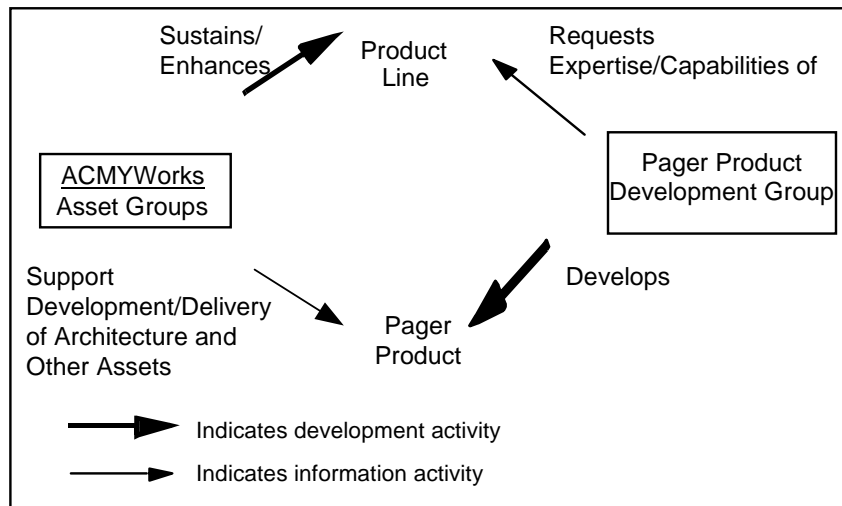 Sustains/
Enhances
Product
Line
Requests
Expertise/Capabilities of
ACMYWorks
Asset Groups
Pager Product
Development Group
Support
Development/Delivery
of Architecture and
Other Assets
Develops
Pager
Product
Indicates development activity
Indicates information activity